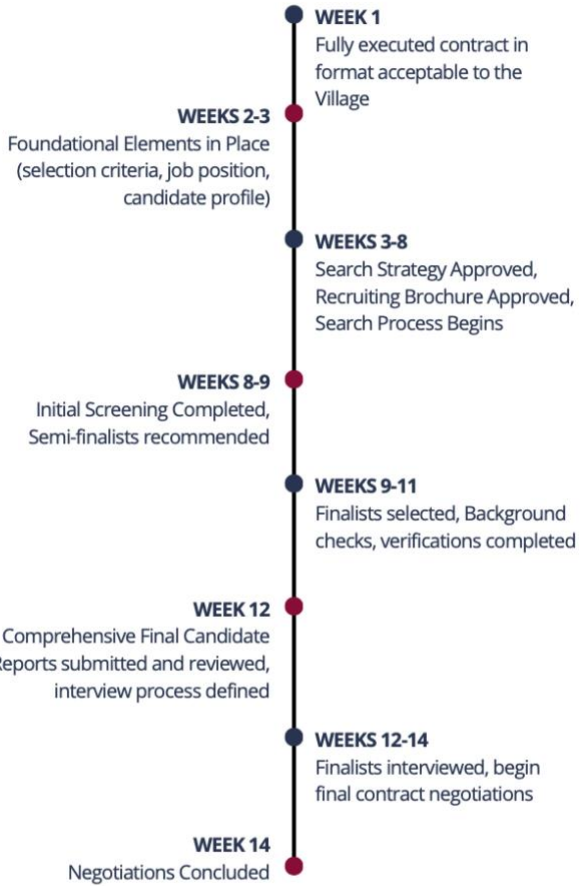 WEEK 1
Fully executed contract in
format acceptable to the
Village
WEEKS 2-3
Foundational Elements in Place
(selection criteria, job position,
candidate profile)
WEEKS 3-8
Search Strategy Approved,
Recruiting Brochure Approved,
Search Process Begins
WEEKS 8-9
Initial Screening Completed,
Semi-finalists recommended
WEEKS 9-11
Finalists selected, Background
checks, verifications completed
WEEK 12
Comprehensive Final Candidate
Reports submitted and reviewed,
interview process defined
WEEKS 12-14
Finalists interviewed, begin
final contract negotiations
WEEK 14
Negotiations Concluded